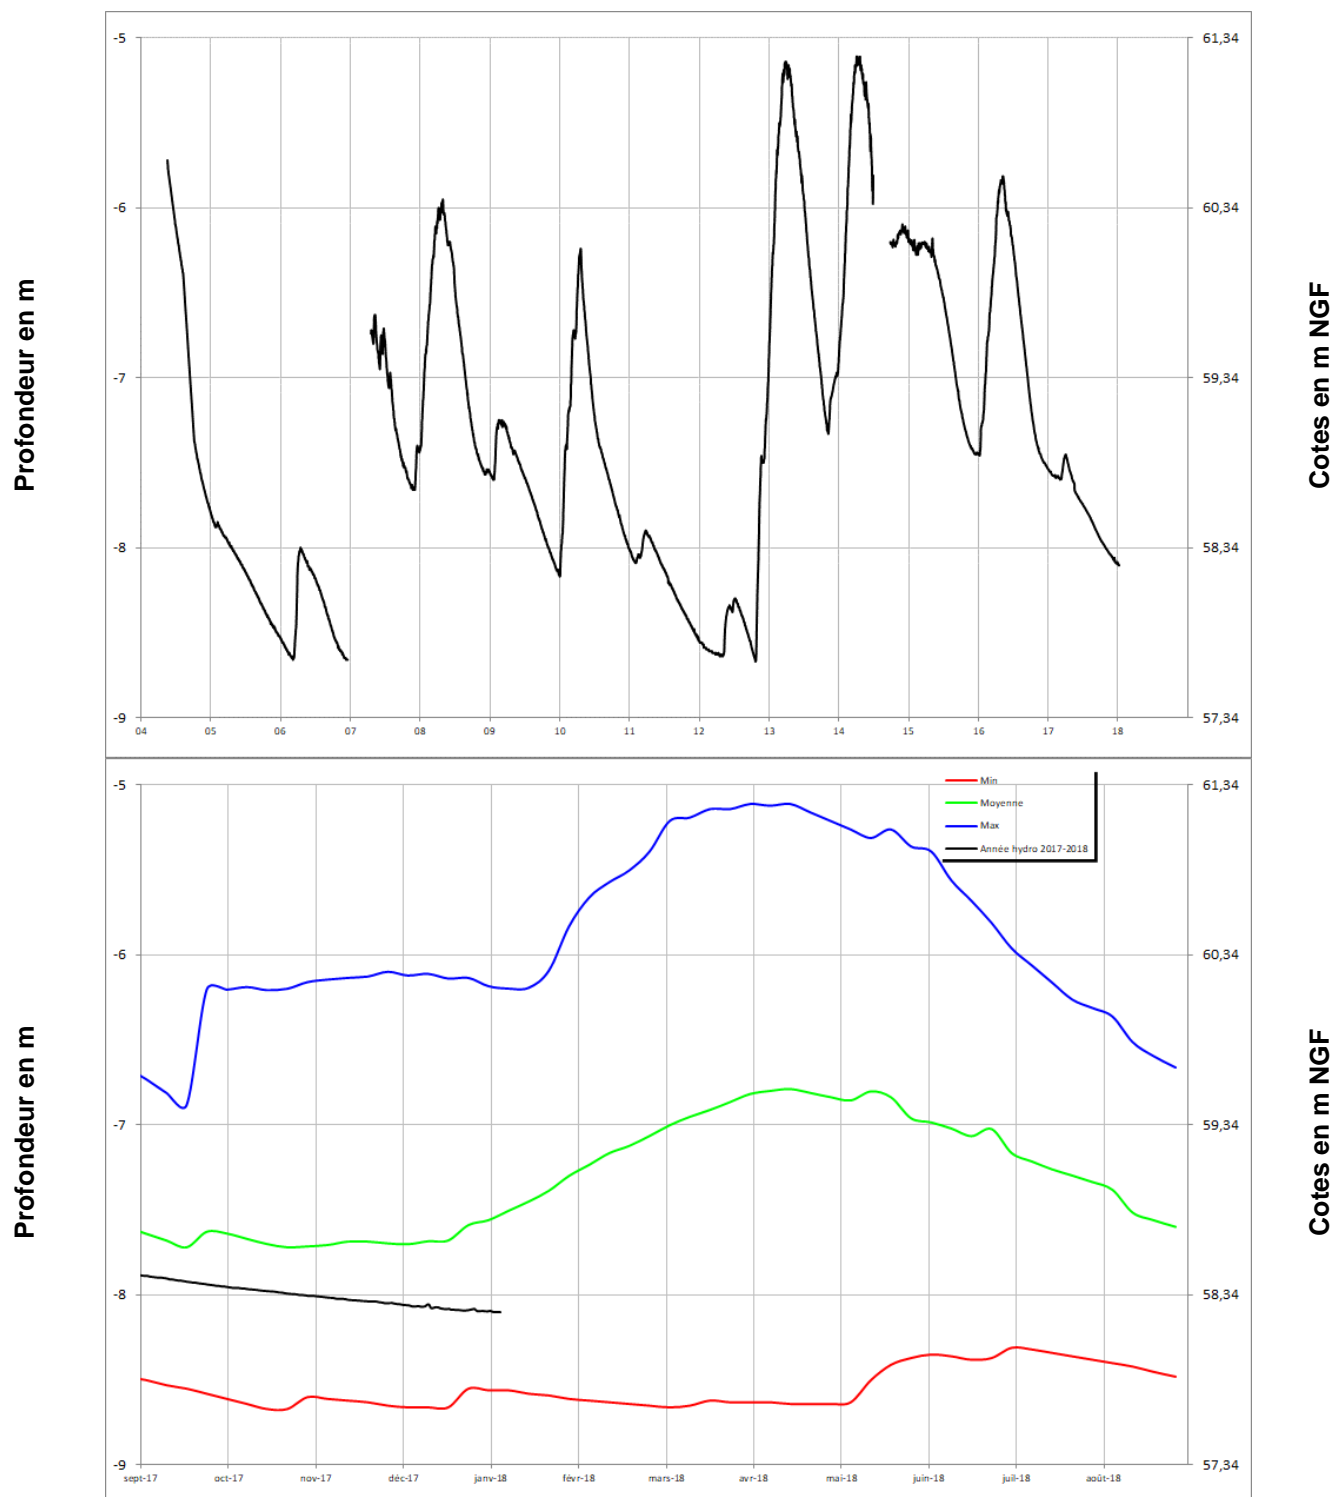 -5
61,34
-6
60,34
-7
59,34
-8
58,34
-9
57,34
04 05 06 07 08 09 10 11 12 13 14 15 16 17 18
Profondeur en m
Cotes en m NGF
-5
61,34
-6
60,34
-7
59,34
-8
58,34
-9
57,34
Min
Moyenne
Max
Année hydro 2017-2018
sept-17 oct-17 nov-17 déc-17 janv-18 févr-18 mars-18 avr-18 mai-18 juin-18 juil-18 août-18
Profondeur en m
Cotes en m NGF